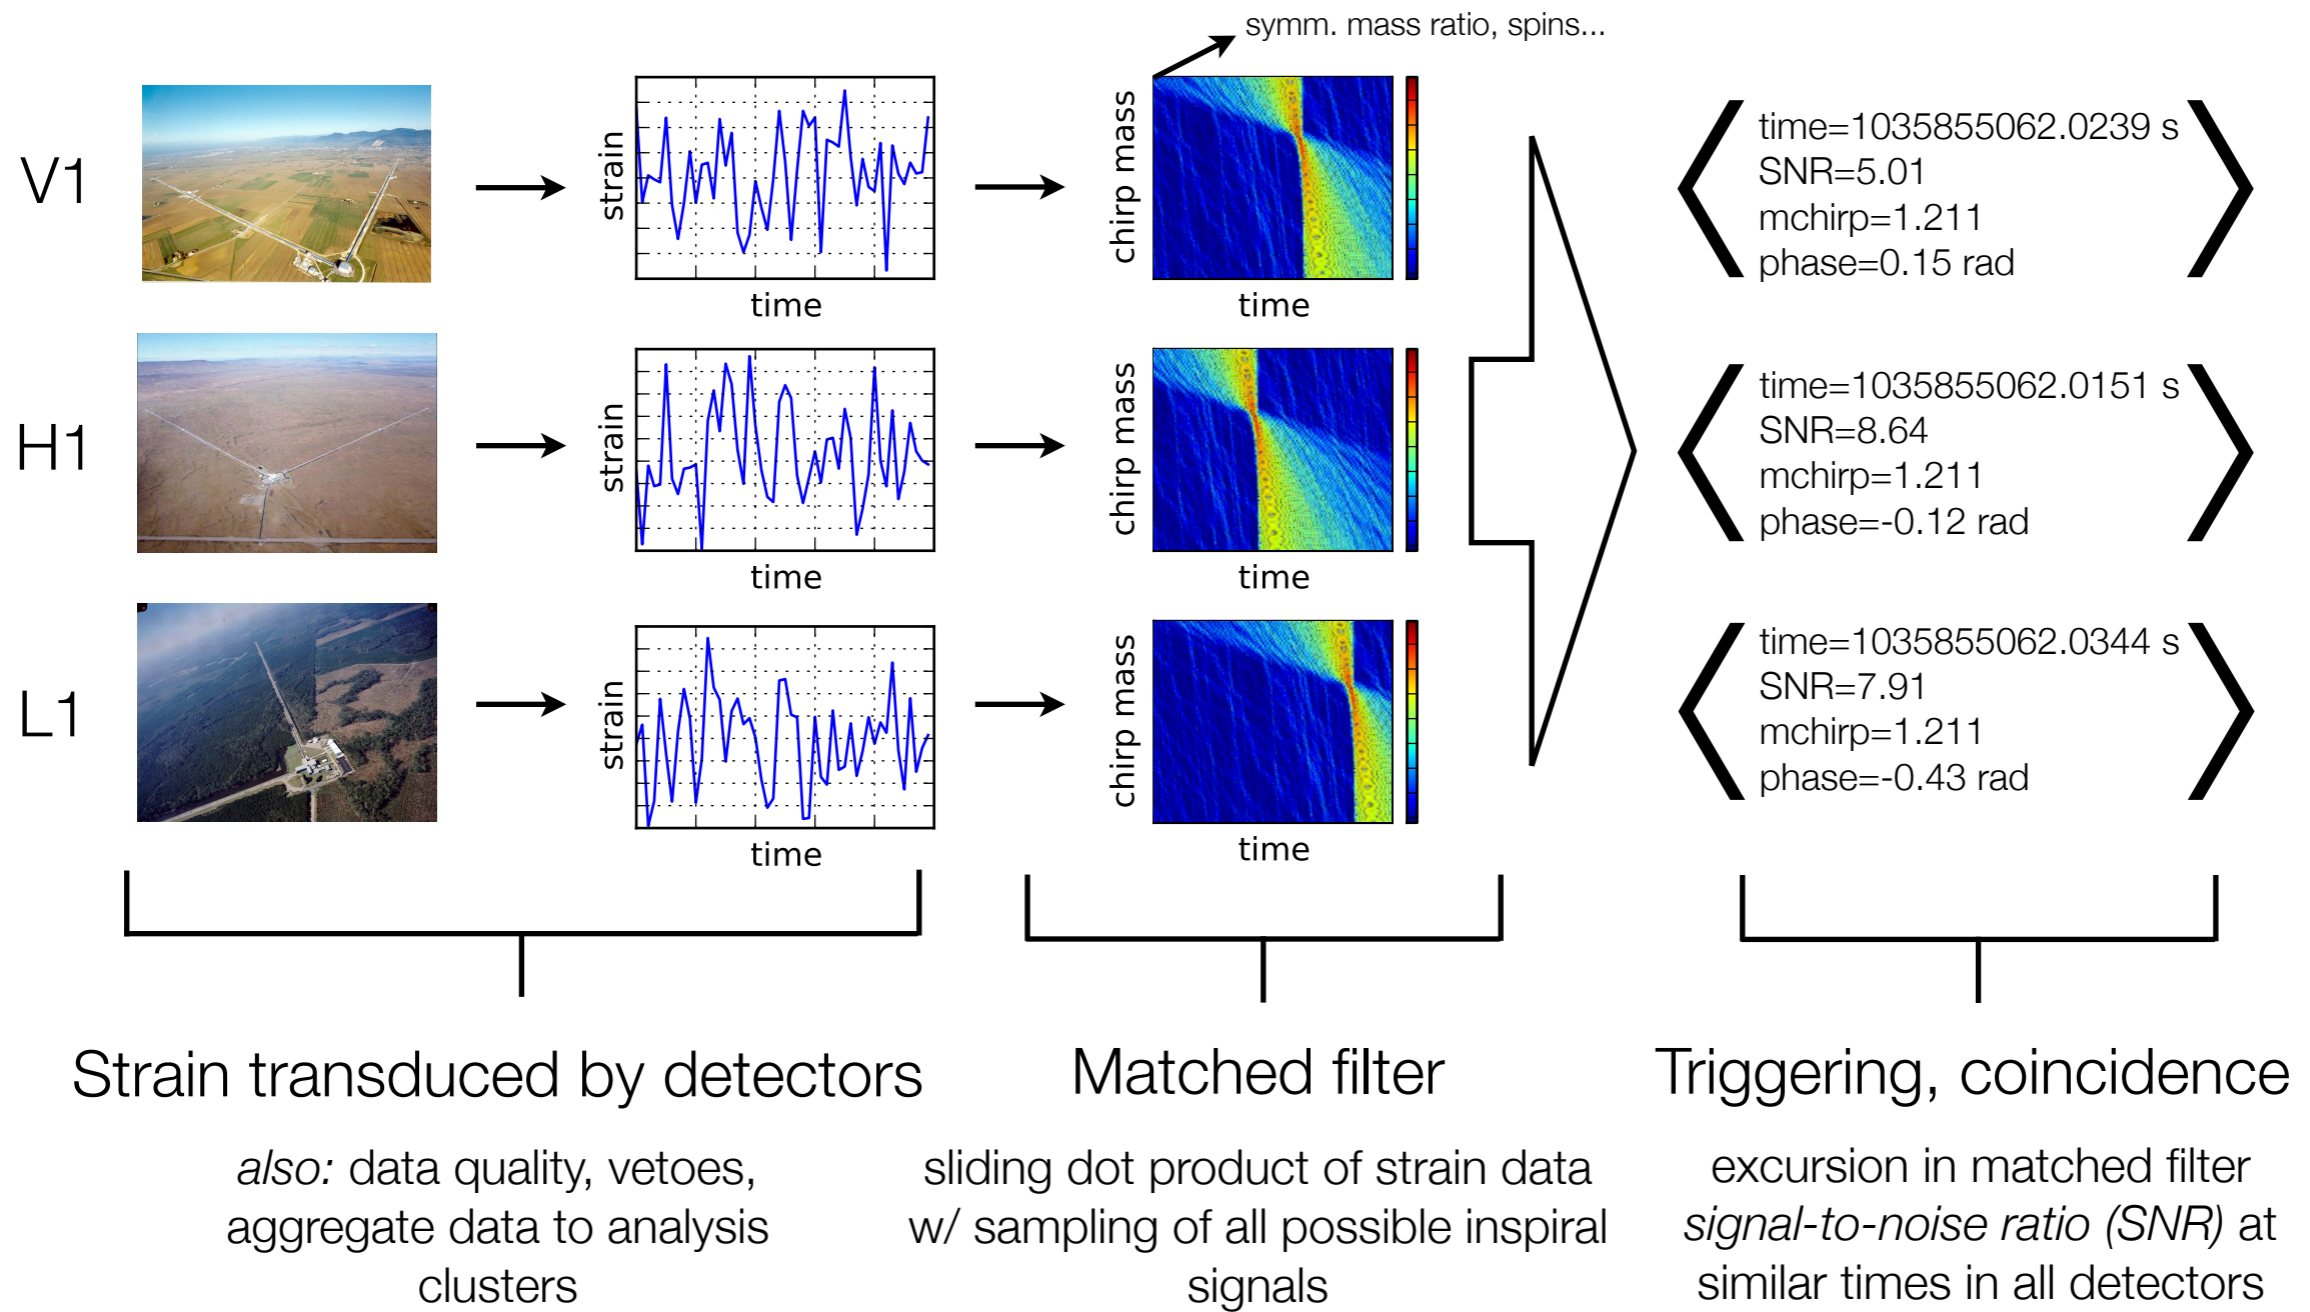 symm. mass ratio, spins...
V1
strain
time
chirp mass
time
time=1035855062.0239 s
SNR=5.01
mchirp=1.211
phase=0.15 rad
H1
strain
time
chirp mass
time
time=1035855062.0151 s
SNR=8.64
mchirp=1.211
phase=-0.12 rad
L1
strain
time
chirp mass
time
time=1035855062.0344 s
SNR=7.91
mchirp=1.211
phase=-0.43 rad
Strain transduced by detectors
also: data quality, vetoes,
aggregate data to analysis
clusters
Matched filter
sliding dot product of strain data
w/ sampling of all possible inspiral
signals
Triggering, coincidence
excursion in matched filter
signal-to-noise ratio (SNR) at
similar times in all detectors